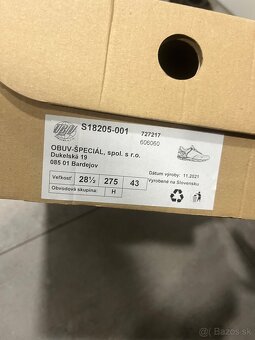 S18205-001
727217
606060
OBUV-ŠPECIÁL, spol. s r.o.
Dukelská 19
085 01 Bardejov
Dátum výroby: 11.2021
Vyrobené na Slovensku
Veľkosť 28½ 275 43
Obvodová skupina: H
bazos.sk